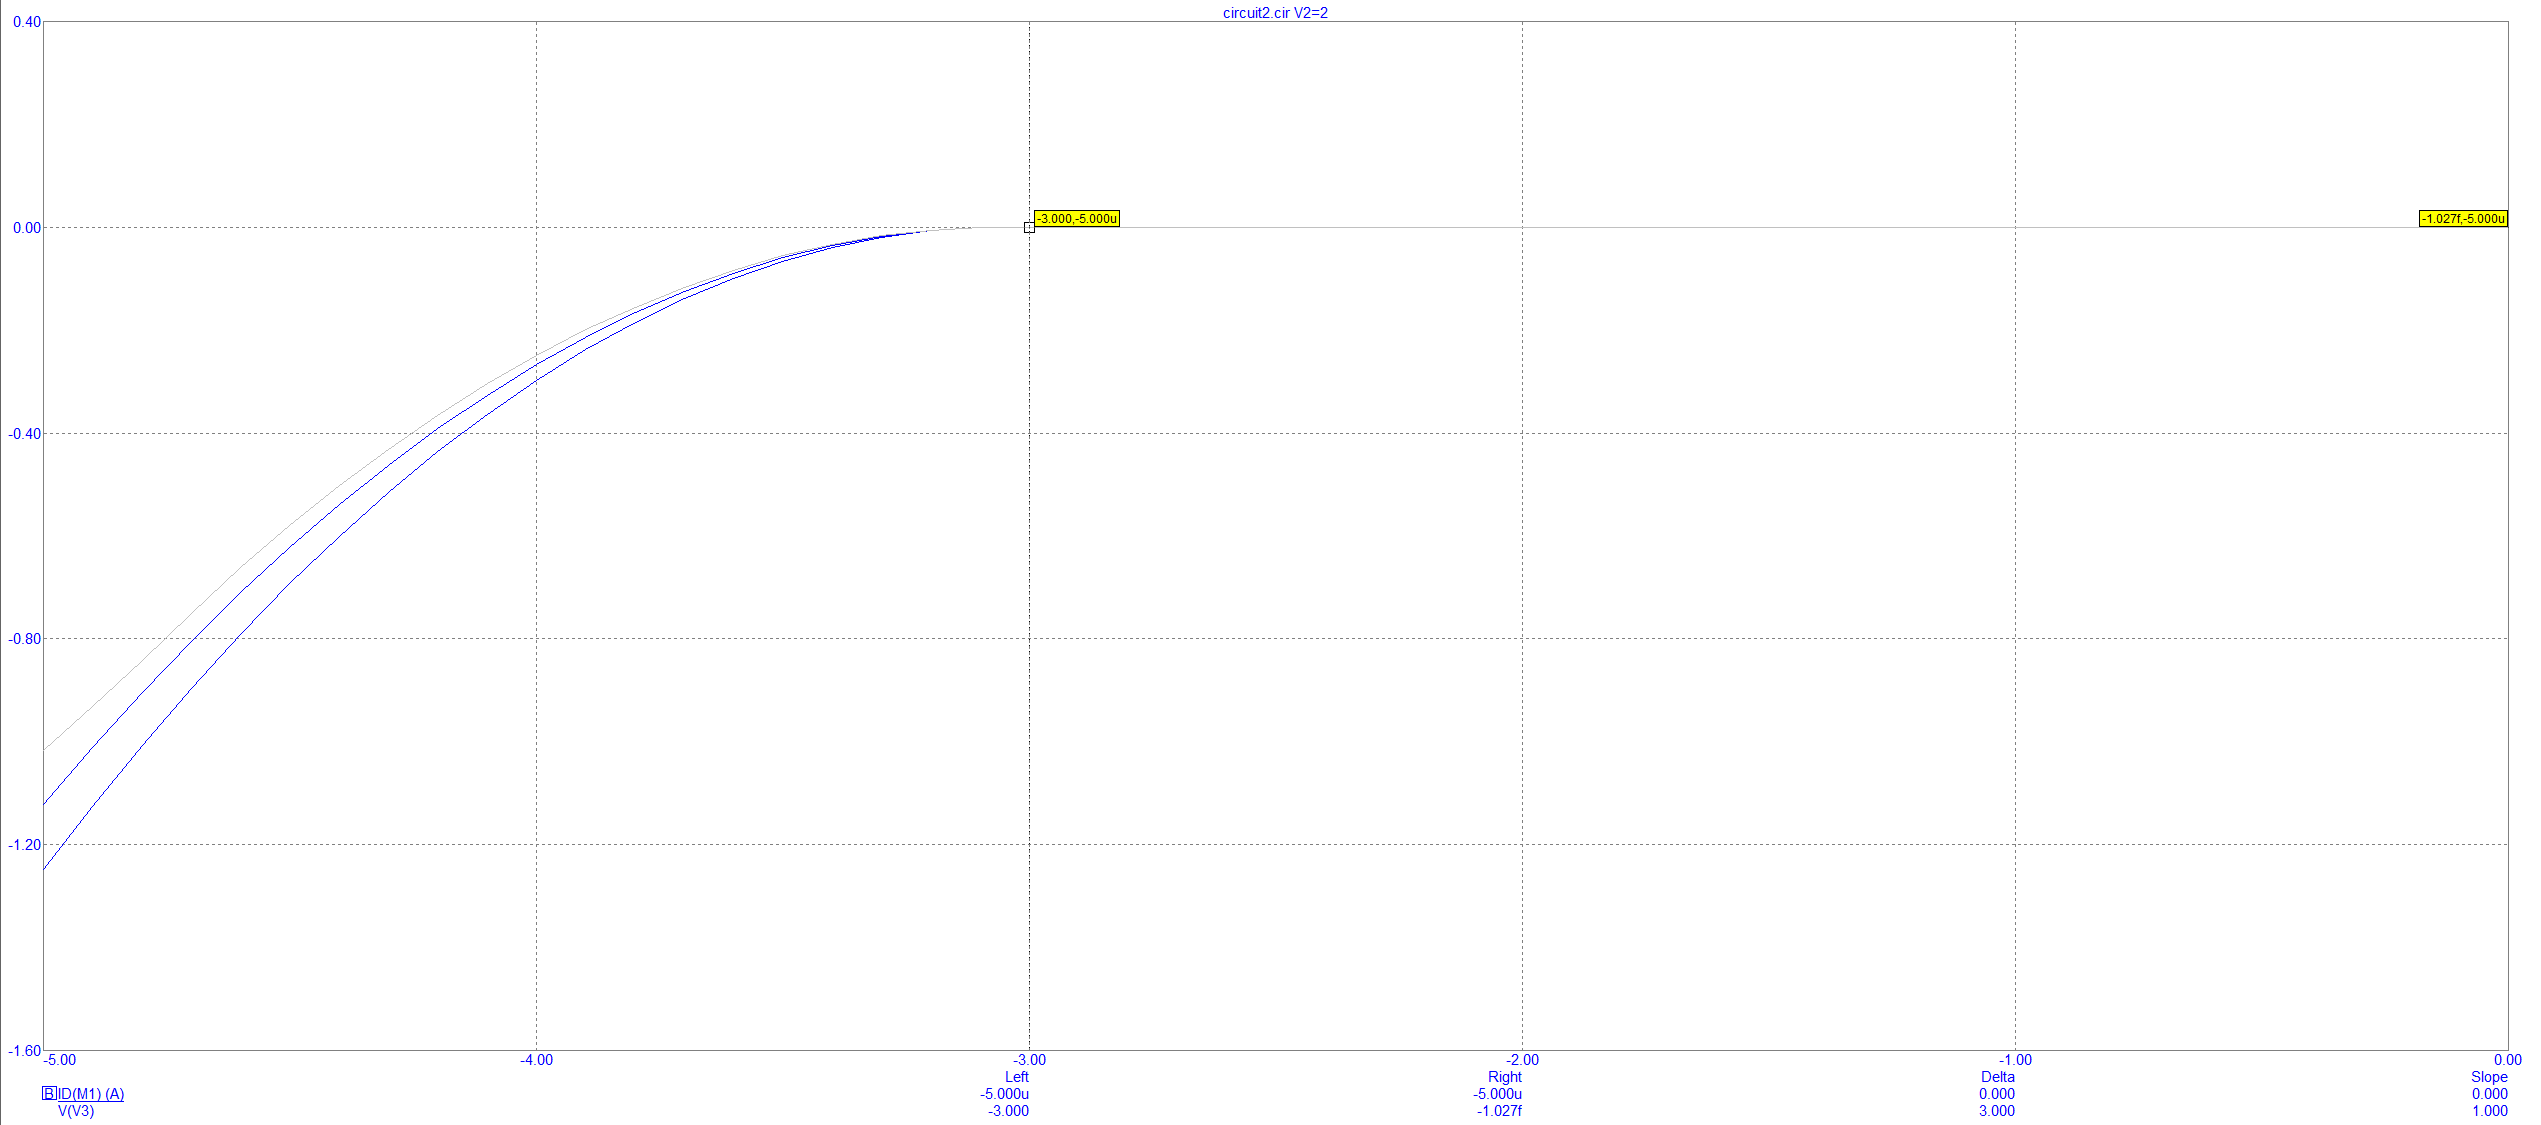 circuit2.cir V2=2
0.40
0.00
-3.000,-5.000u
-1.027f,-5.000u
-0.40
-0.80
-1.20
-1.60
-5.00 -4.00 -3.00 -2.00 -1.00 0.00
Left Right Delta Slope
B ID(M1) (A) -5.000u -5.000u 0.000 0.000
V(V3) -3.000 -1.027f 3.000 1.000